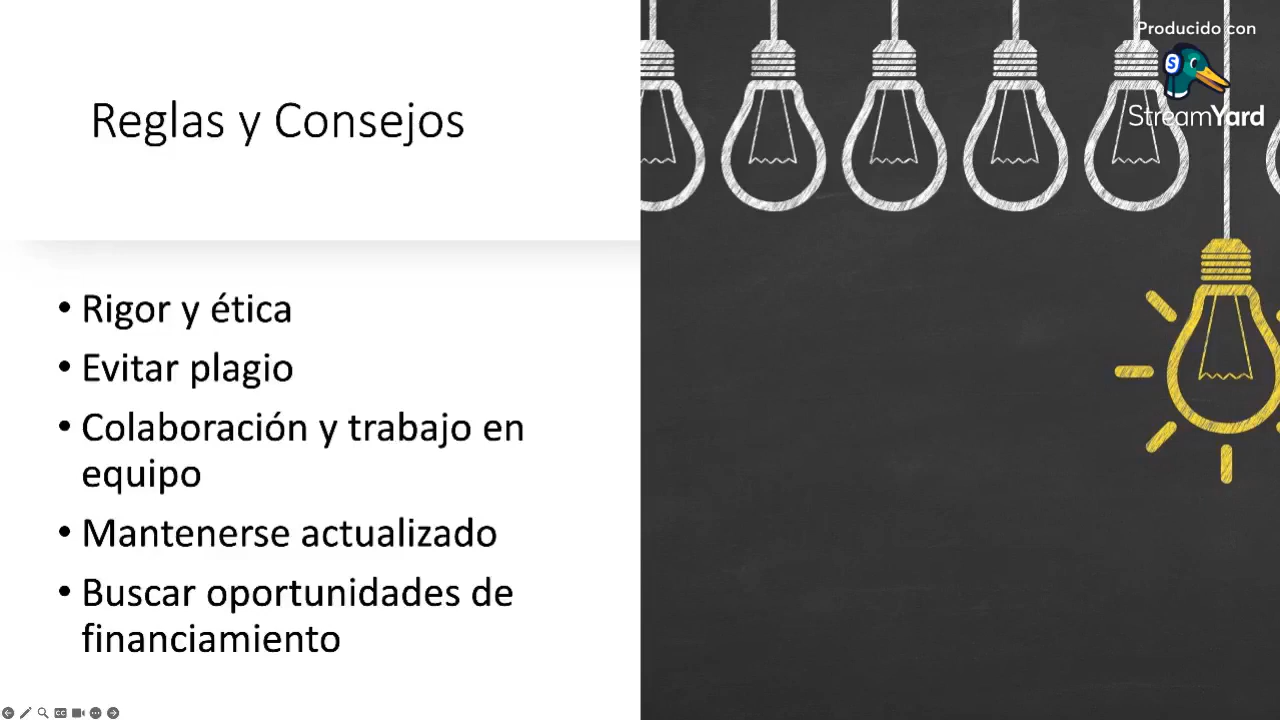 Producido con
S
StreamYard
Reglas y Consejos
• Rigor y ética
• Evitar plagio
• Colaboración y trabajo en
equipo
• Mantenerse actualizado
• Buscar oportunidades de
financiamiento
CC